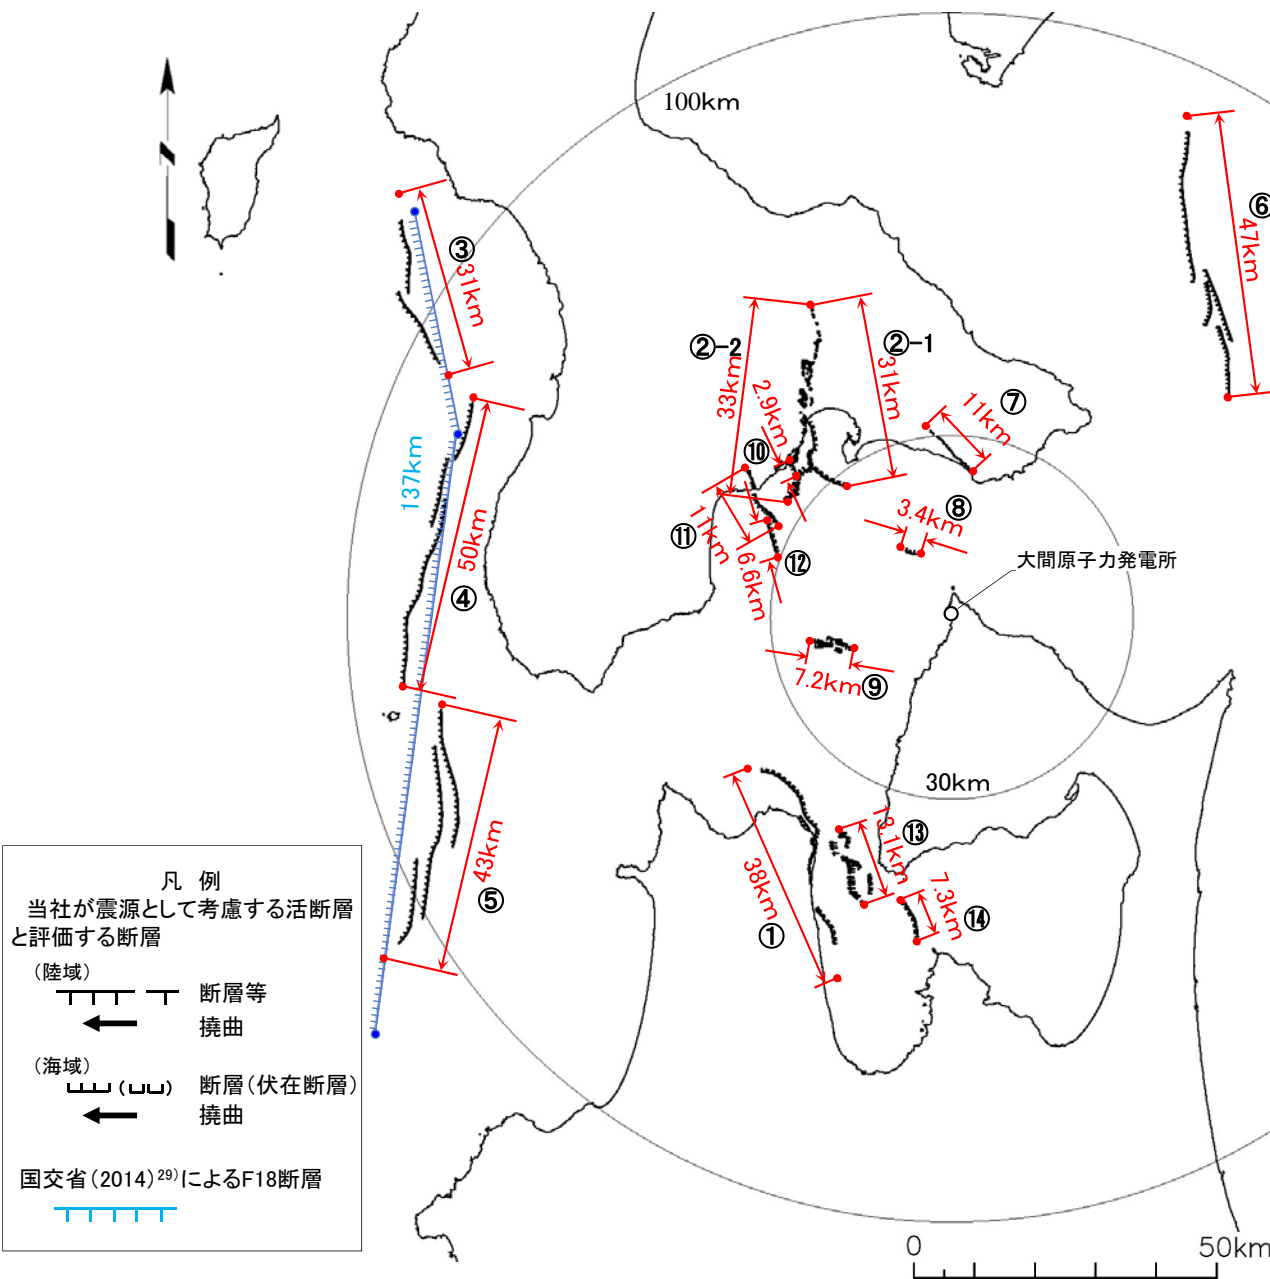 100km
N
③
31km
⑥
47km
②-2
33km
②-1
31km
2.9km
⑦
11km
137km
50km
④
⑩
⑪
11km
⑫
6.6km
⑧
3.4km
大間原子力発電所
7.2km
⑨
30km
43km
⑤
38km
①
13.1km
⑬
7.3km
⑭
凡 例
当社が震源として考慮する活断層
と評価する断層
(陸域)
断層等
撓曲
(海域)
( )
断層(伏在断層)
撓曲
国交省(2014)29)によるF18断層
0 50km